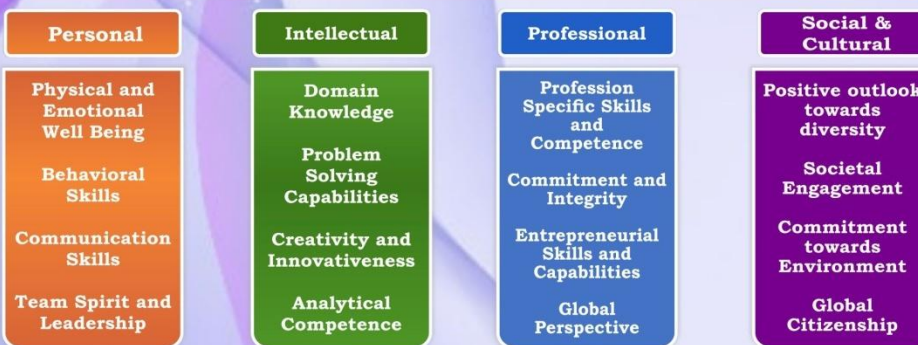 Personal
Physical and
Emotional
Well Being
Behavioral
Skills
Communication
Skills
Team Spirit and
Leadership
Intellectual
Domain
Knowledge
Problem
Solving
Capabilities
Creativity and
Innovativeness
Analytical
Competence
Professional
Profession
Specific Skills
and
Competence
Commitment and
Integrity
Entrepreneurial
Skills and
Capabilities
Global
Perspective
Social &
Cultural
Positive outlook
towards
diversity
Societal
Engagement
Commitment
towards
Environment
Global
Citizenship